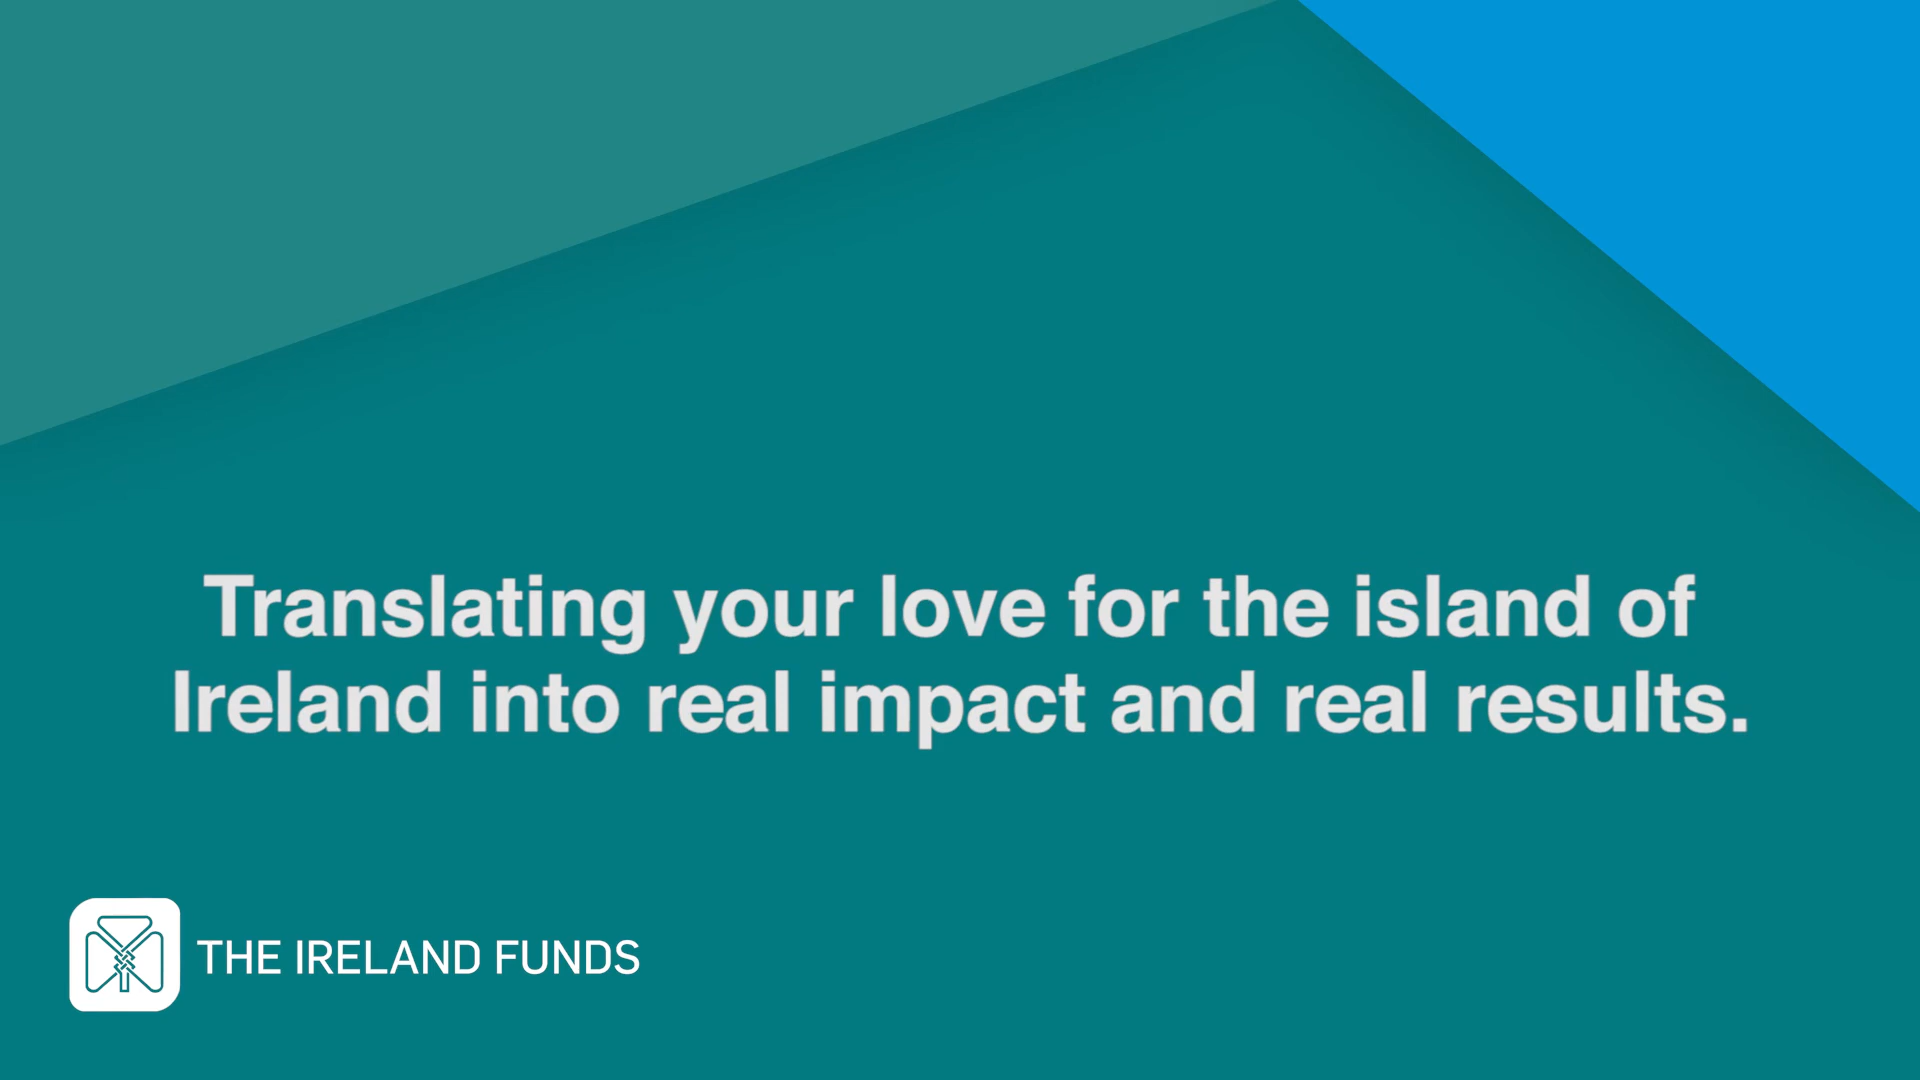 Translating your love for the island of
Ireland into real impact and real results.
THE IRELAND FUNDS